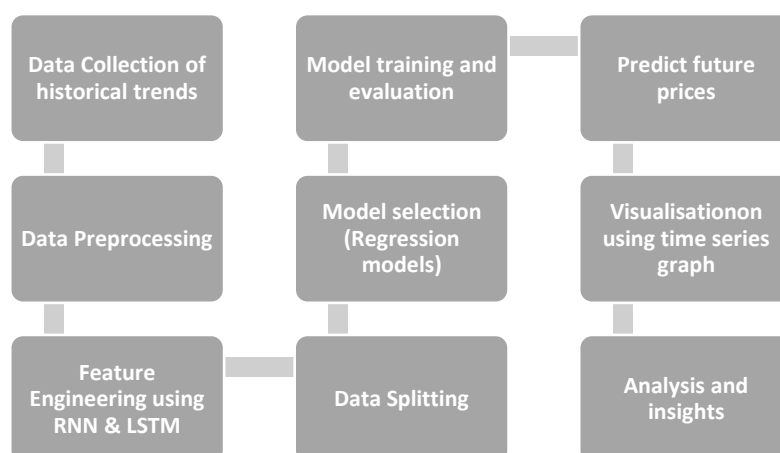 Data Collection of
historical trends
Data Preprocessing
Feature
Engineering using
RNN & LSTM
Data Splitting
Model selection
(Regression
models)
Model training and
evaluation
Predict future
prices
Visualisationon
using time series
graph
Analysis and
insights